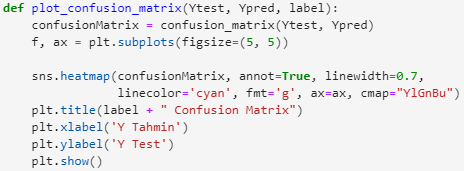 def plot_confusion_matrix(Ytest, Ypred, label):
    confusionMatrix = confusion_matrix(Ytest, Ypred)
    f, ax = plt.subplots(figsize=(5, 5))

    sns.heatmap(confusionMatrix, annot=True, linewidth=0.7,
                linecolor='cyan', fmt='g', ax=ax, cmap="YlGnBu")
    plt.title(label + " Confusion Matrix")
    plt.xlabel('Y Tahmin')
    plt.ylabel('Y Test')
    plt.show()